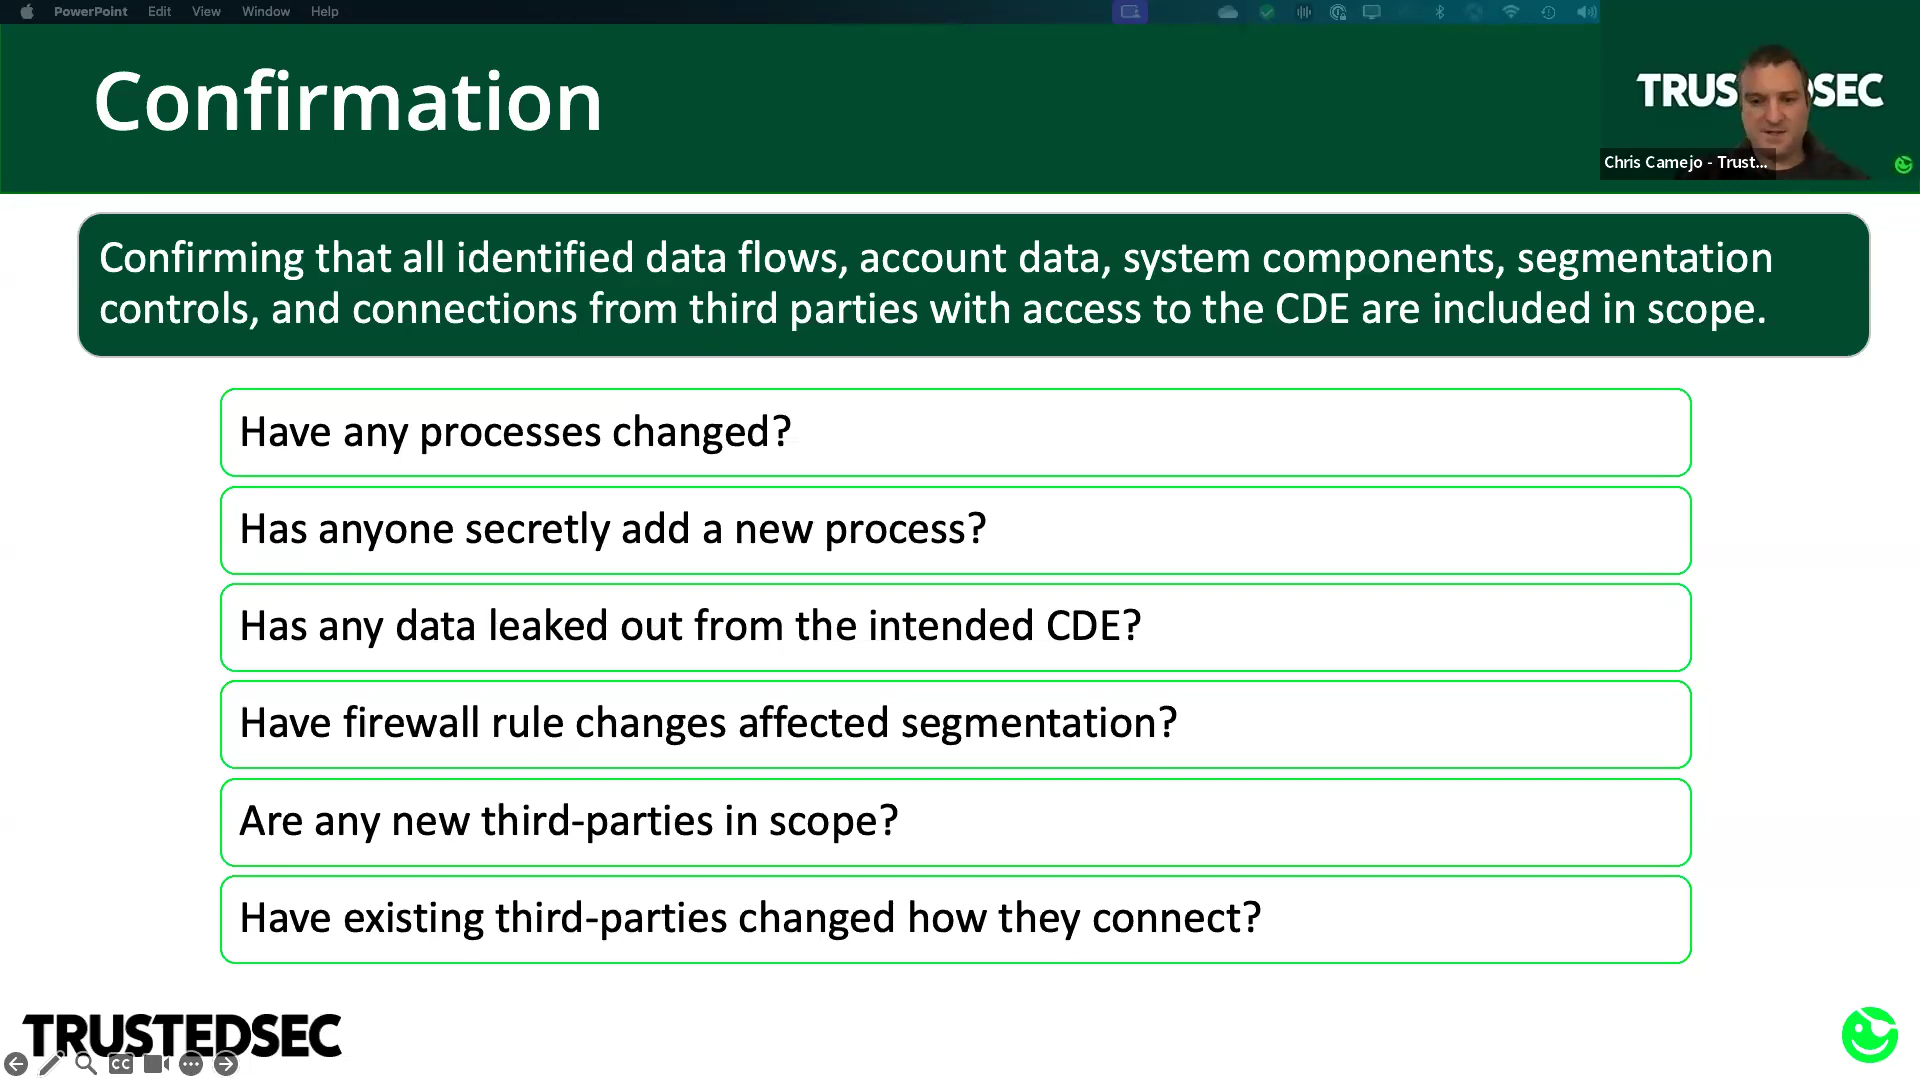 PowerPoint Edit View Window Help
Confirmation
TRUS SEC
Chris Camejo - Trust...
Confirming that all identified data flows, account data, system components, segmentation
controls, and connections from third parties with access to the CDE are included in scope.
Have any processes changed?
Has anyone secretly add a new process?
Has any data leaked out from the intended CDE?
Have firewall rule changes affected segmentation?
Are any new third-parties in scope?
Have existing third-parties changed how they connect?
TRUSTEDSEC
CC